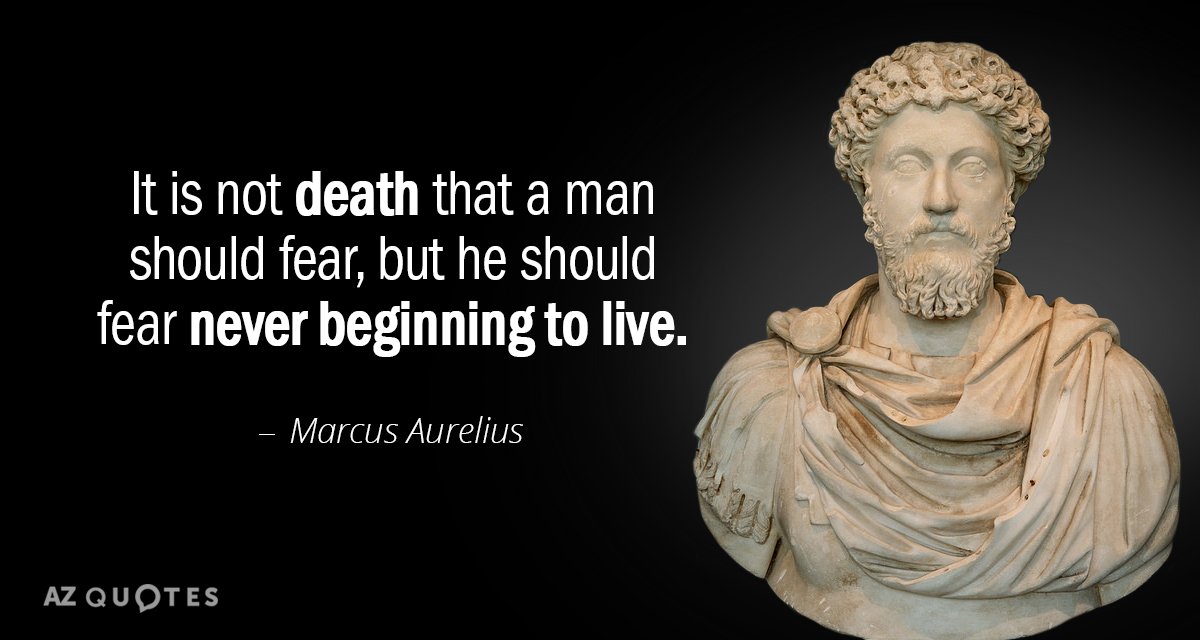 It is not death that a man
should fear, but he should
fear never beginning to live.
– Marcus Aurelius
AZ QUOTES